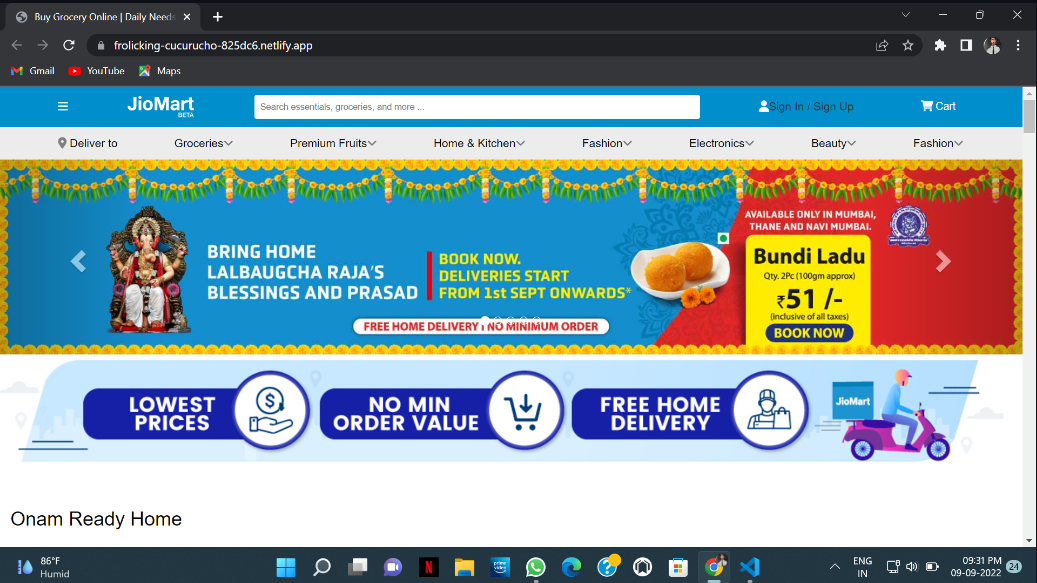 Buy Grocery Online | Daily Needs
frolicking-cucurucho-825dc6.netlify.app
Gmail YouTube Maps
JioMart
BETA
Search essentials, groceries, and more ...
Sign In / Sign Up
Cart
Deliver to Groceries Premium Fruits Home & Kitchen Fashion Electronics Beauty Fashion
BRING HOME
LALBAUGCHA RAJA'S
BLESSINGS AND PRASAD
BOOK NOW.
DELIVERIES START
FROM 1st SEPT ONWARDS*
FREE HOME DELIVERY | NO MINIMUM ORDER
AVAILABLE ONLY IN MUMBAI,
THANE AND NAVI MUMBAI.
Bundi Ladu
Qty. 2Pc (100gm approx)
₹51 /-
(inclusive of all taxes)
BOOK NOW
LOWEST
PRICES
NO MIN
ORDER VALUE
FREE HOME
DELIVERY
JioMart
Onam Ready Home
86°F
Humid
N
prime video
ENG
IN
09:31 PM
09-09-2022
24